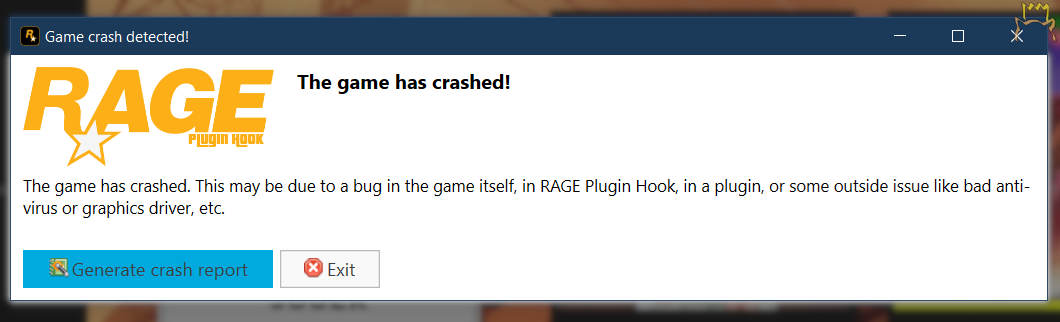 Game crash detected!
RAGE
PLUGIN HOOK
The game has crashed!
The game has crashed. This may be due to a bug in the game itself, in RAGE Plugin Hook, in a plugin, or some outside issue like bad anti-
virus or graphics driver, etc.
Generate crash report
Exit